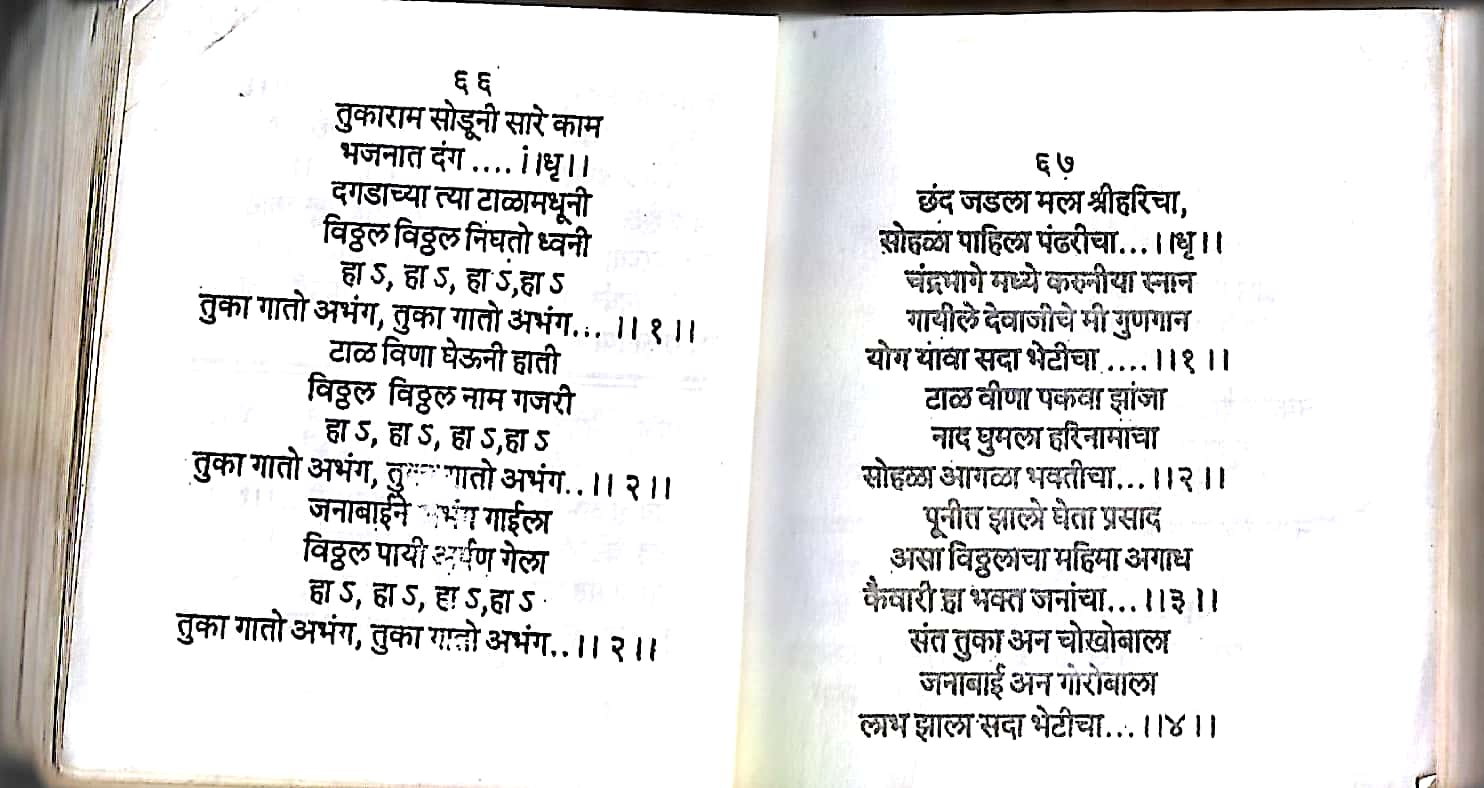 ६६
तुकाराम सोडूनी सारे काम
भजनात दंग .... ।।धृ।।
दगडाच्या त्या टाळामधूनी
विठ्ठल विठ्ठल निघतो ध्वनी
हा ऽ, हा ऽ, हा ऽ,हा ऽ
तुका गातो अभंग, तुका गातो अभंग... ।। १ ।।
टाळ विणा घेऊनी हाती
विठ्ठल विठ्ठल नाम गजरी
हा ऽ, हा ऽ, हा ऽ,हा ऽ
तुका गातो अभंग, तुका गातो अभंग..।। २ ।।
जनाबाईने अभंग गाईला
विठ्ठल पायी अर्पण गेला
हा ऽ, हा ऽ, हा ऽ,हा ऽ
तुका गातो अभंग, तुका गातो अभंग..।। २ ।।
६७
छंद जडला मला श्रीहरिचा,
सोहळा पाहिला पंढरीचा...।।धृ।।
चंद्रभागे मध्ये करुनीया स्नान
गायीले देवाजीचे मी गुणगान
योग यावा सदा भेटीचा ....।।१ ।।
टाळ वीणा पकवा झांजा
नाद घुमला हरिनामाचा
सोहळा आगळा भक्तीचा...।।२ ।।
पूनीत झालो घेता प्रसाद
असा विठ्ठलाचा महिमा अगाध
कैवारी हा भक्त जनांचा...।।३ ।।
संत तुका अन चोखोबाला
जनाबाई अन गोरोबाला
लाभ झाला सदा भेटीचा...।।४ ।।